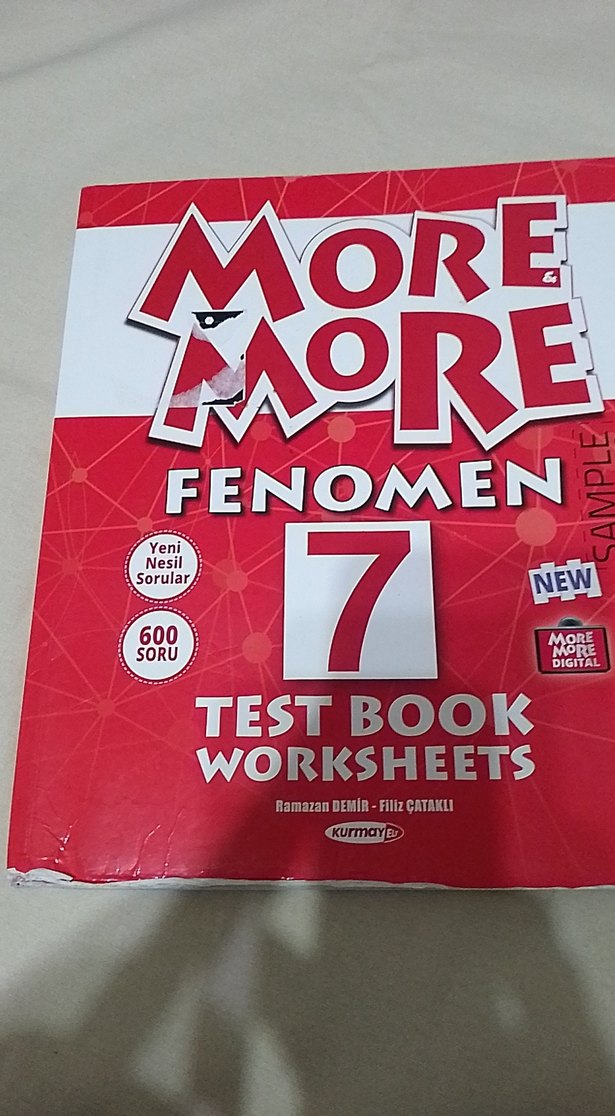 MORE &
MORE
FENOMEN
SAMPLE
7
Yeni
Nesil
Sorular
600
SORU
NEW
MORE
MORE
DIGITAL
TEST BOOK
WORKSHEETS
Ramazan DEMİR - Filiz ÇATAKLI
KURMAY ELT